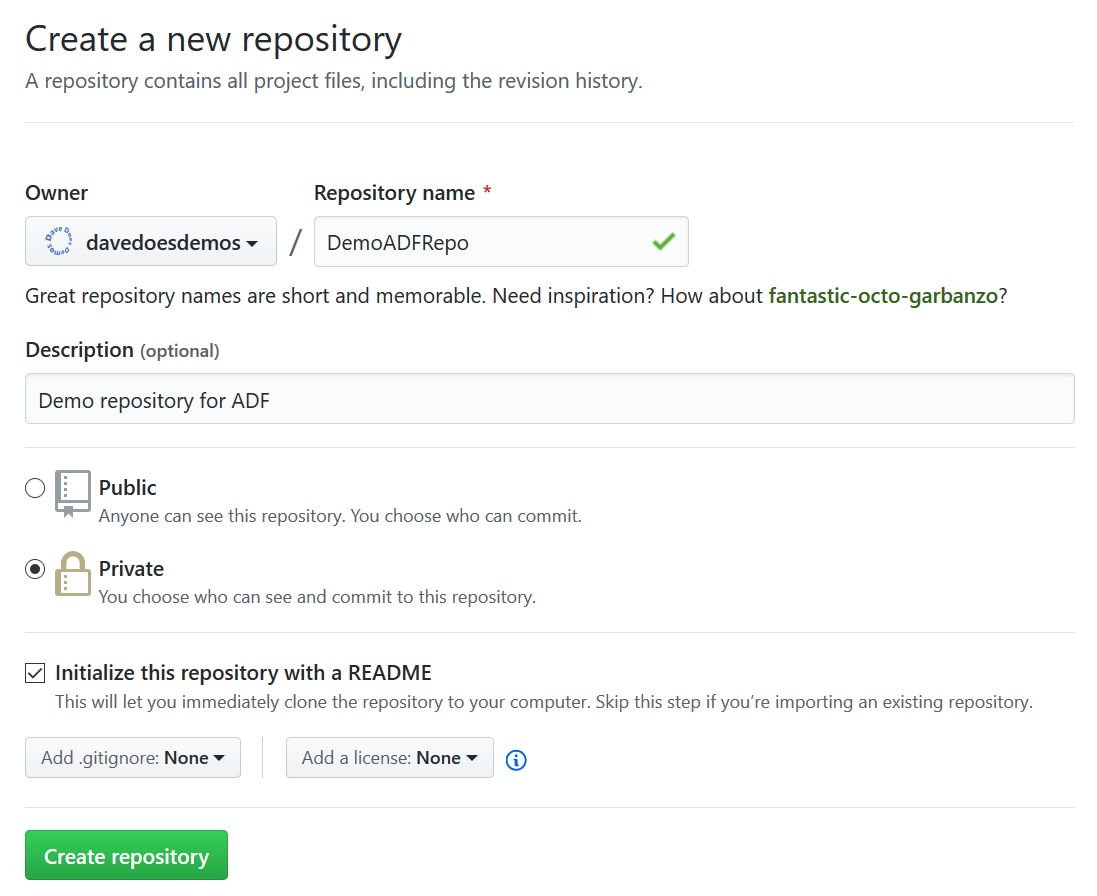 Create a new repository
A repository contains all project files, including the revision history.
Owner
Repository name *
Dave Does Demos
davedoesdemos
/
DemoADFRepo
Great repository names are short and memorable. Need inspiration? How about fantastic-octo-garbanzo?
Description (optional)
Demo repository for ADF
Public
Anyone can see this repository. You choose who can commit.
Private
You choose who can see and commit to this repository.
Initialize this repository with a README
This will let you immediately clone the repository to your computer. Skip this step if you’re importing an existing repository.
Add .gitignore: None
Add a license: None
Create repository